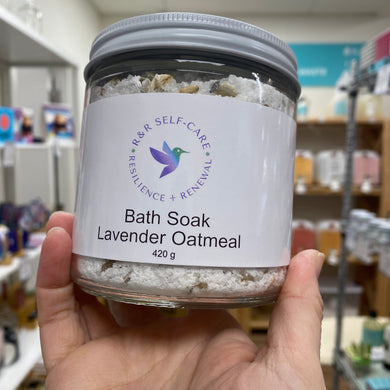 R&R SELF-CARE
RESILIENCE + RENEWAL
Bath Soak
Lavender Oatmeal
420 g